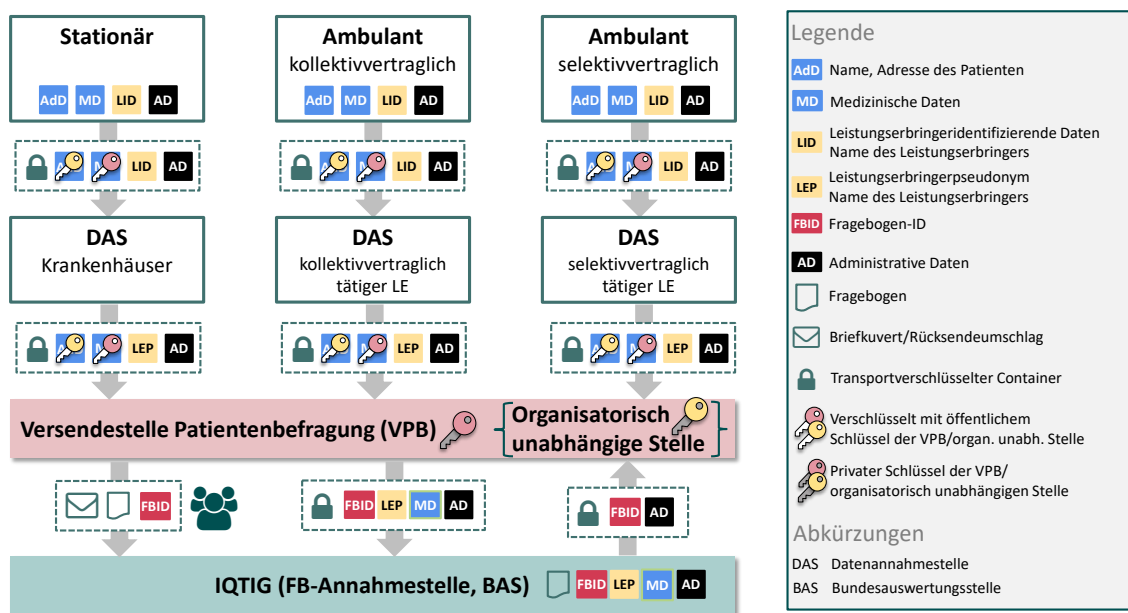 Stationär
AdD MD LID AD
Ambulant
kollektivvertraglich
AdD MD LID AD
Ambulant
selektivvertraglich
AdD MD LID AD
LID AD
LID AD
LID AD
DAS
Krankenhäuser
DAS
kollektivvertraglich
tätiger LE
DAS
selektivvertraglich
tätiger LE
LEP AD
LEP AD
LEP AD
Versendestelle Patientenbefragung (VPB)
Organisatorisch
unabhängige Stelle
FBID
FBID LEP MD AD
FBID AD
IQTIG (FB-Annahmestelle, BAS)
FBID LEP MD AD
Legende
AdD Name, Adresse des Patienten
MD Medizinische Daten
LID Leistungserbringeridentifizierende Daten
Name des Leistungserbringers
LEP Leistungserbringerpseudonym
Name des Leistungserbringers
FBID Fragebogen-ID
AD Administrative Daten
Fragebogen
Briefkuvert/Rücksendeumschlag
Transportverschlüsselter Container
Verschlüsselt mit öffentlichem
Schlüssel der VPB/organ. unabh. Stelle
Privater Schlüssel der VPB/
organisatorisch unabhängigen Stelle
Abkürzungen
DAS Datenannahmestelle
BAS Bundesauswertungsstelle